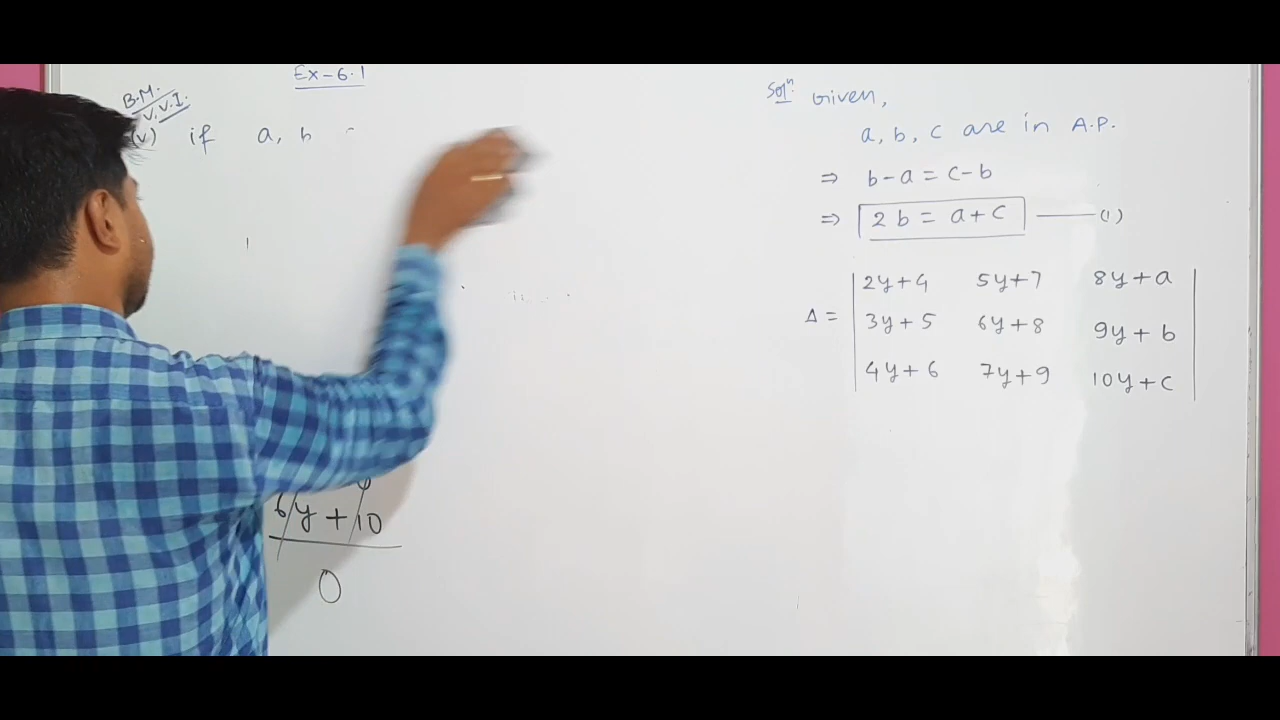 Ex-6.1
B.M.
V.V.I.
(v) if a, b
6y + 10
0
Solⁿ: Given,
a, b, c are in A.P.
⇒ b-a = c-b
⇒ 2b = a+c —— (1)
Δ = | 2y+4 5y+7 8y+a |
| 3y+5 6y+8 9y+b |
| 4y+6 7y+9 10y+c |